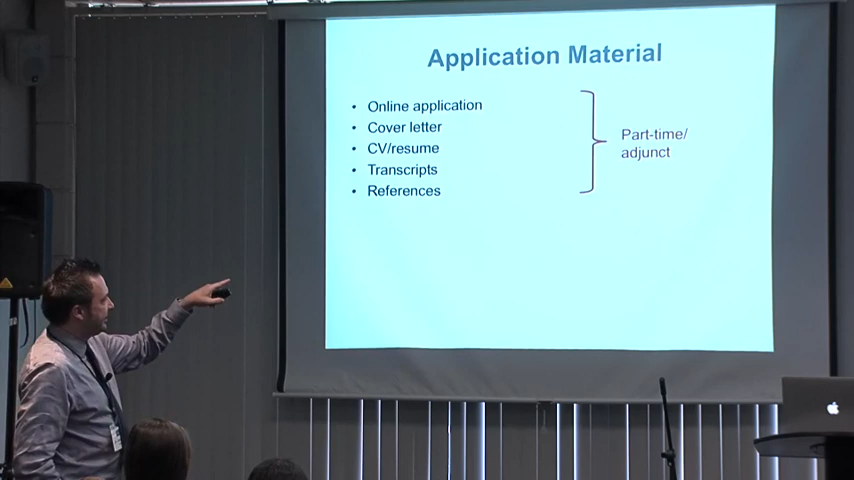 Application Material
• Online application
• Cover letter
• CV/resume
• Transcripts
• References
Part-time/
adjunct